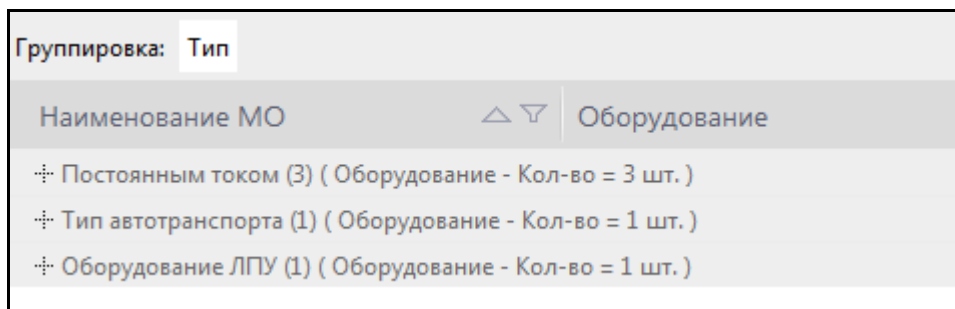 Группировка: Тип
Наименование МО Оборудование
Постоянным током (3) ( Оборудование - Кол-во = 3 шт. )
Тип автотранспорта (1) ( Оборудование - Кол-во = 1 шт. )
Оборудование ЛПУ (1) ( Оборудование - Кол-во = 1 шт. )